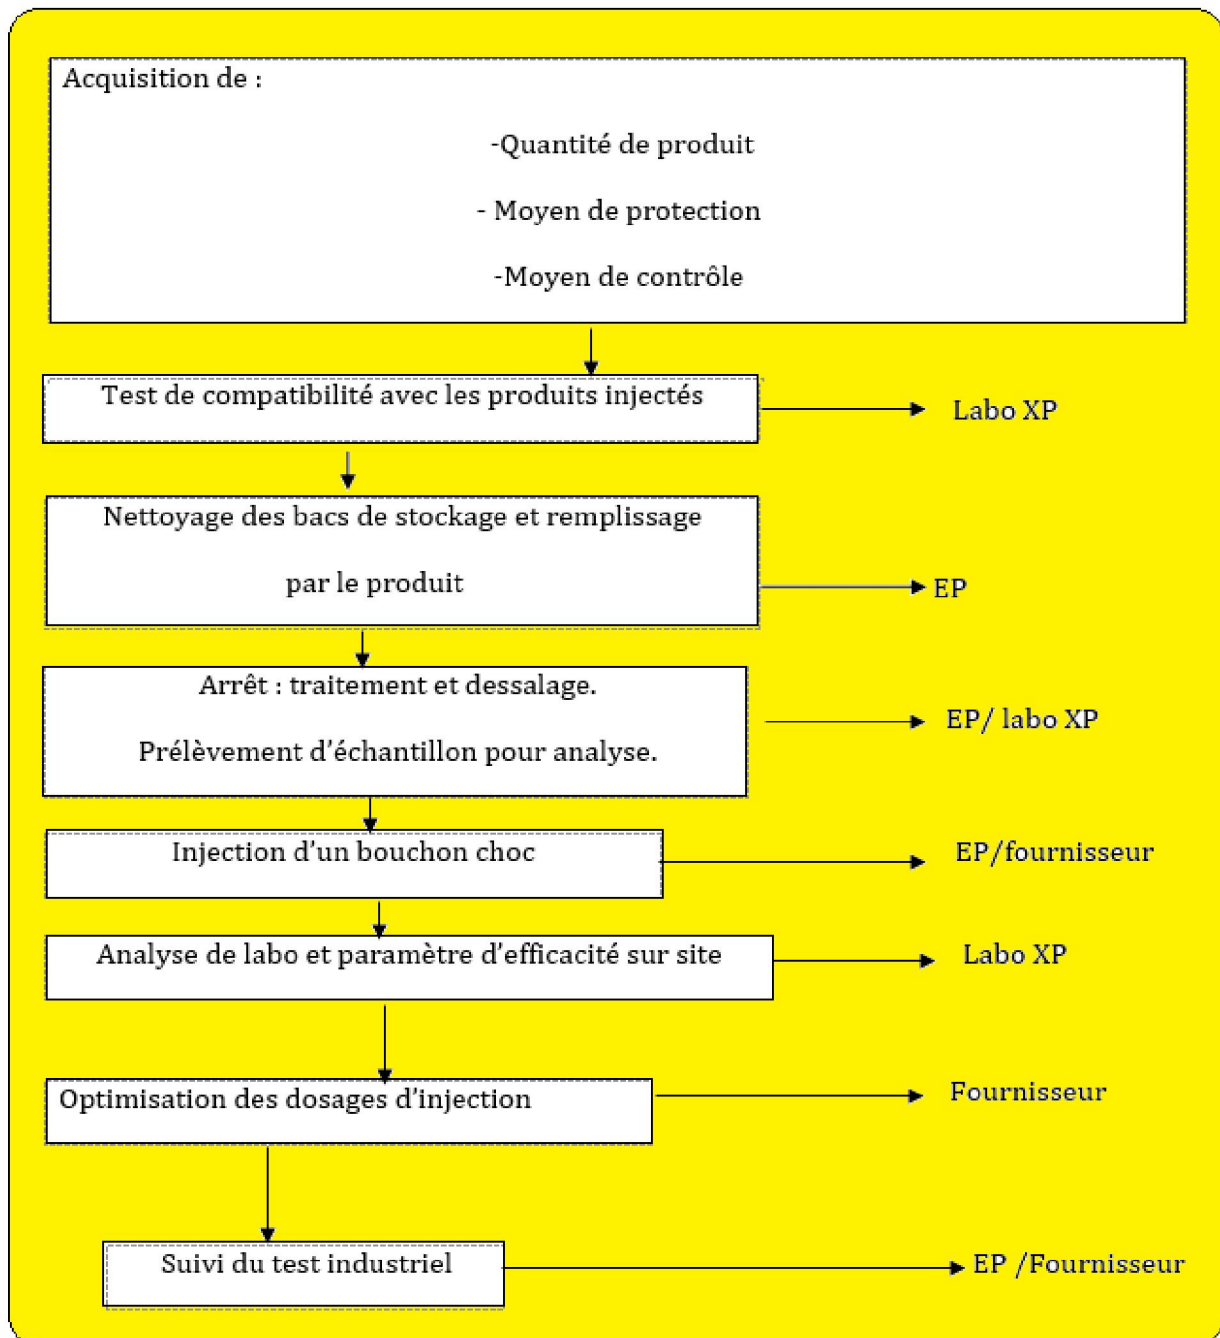 Acquisition de :
-Quantité de produit
- Moyen de protection
-Moyen de contrôle
Test de compatibilité avec les produits injectés
Labo XP
Nettoyage des bacs de stockage et remplissage
par le produit
EP
Arrêt : traitement et dessalage.
Prélèvement d’échantillon pour analyse.
EP/ labo XP
Injection d’un bouchon choc
EP/fournisseur
Analyse de labo et paramètre d’efficacité sur site
Labo XP
Optimisation des dosages d’injection
Fournisseur
Suivi du test industriel
EP /Fournisseur